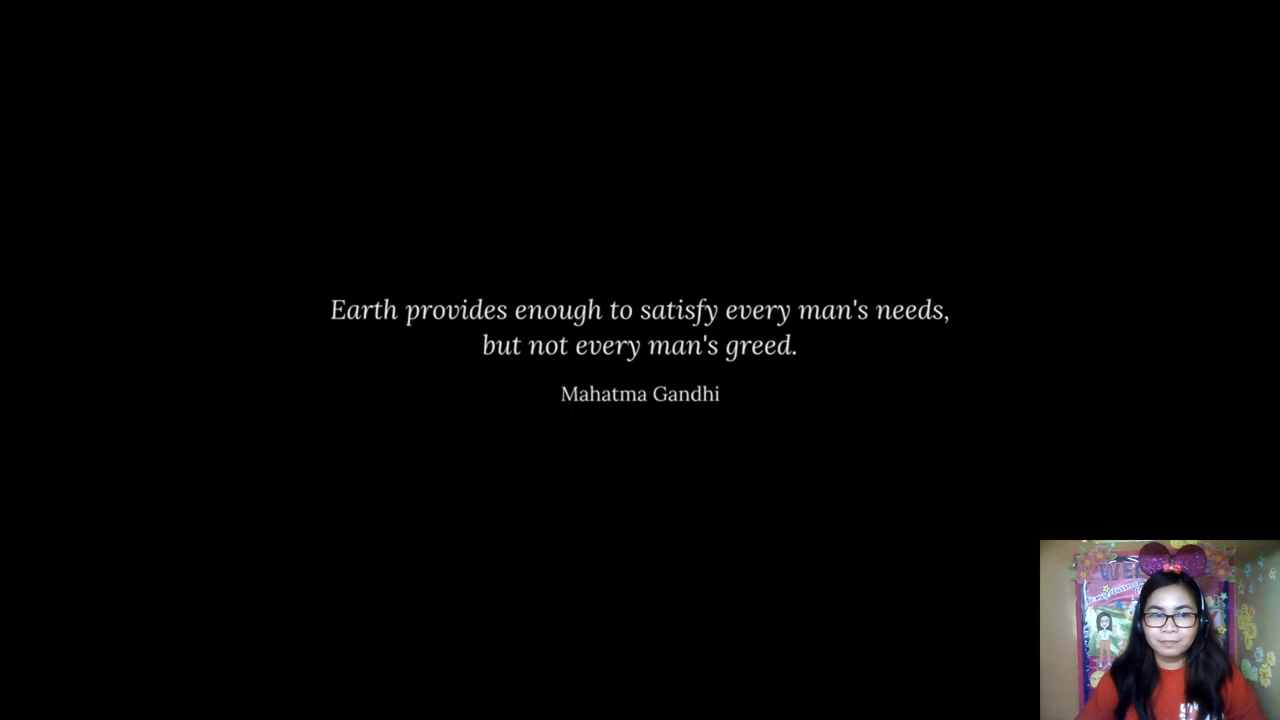 Earth provides enough to satisfy every man's needs,
but not every man's greed.
Mahatma Gandhi